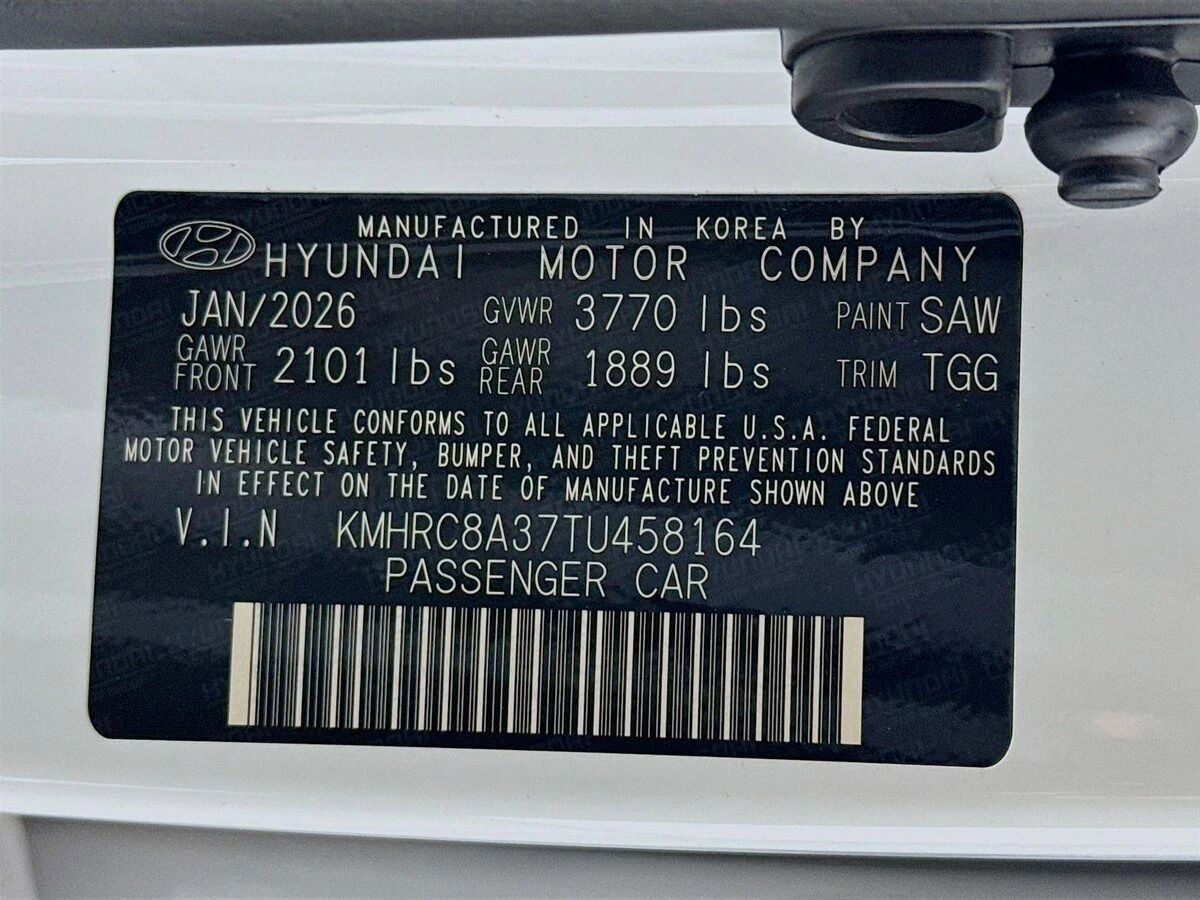 MANUFACTURED IN KOREA BY
HYUNDAI MOTOR COMPANY
JAN/2026 GVWR 3770 lbs PAINT SAW
GAWR FRONT 2101 lbs GAWR REAR 1889 lbs TRIM TGG
THIS VEHICLE CONFORMS TO ALL APPLICABLE U.S.A. FEDERAL
MOTOR VEHICLE SAFETY, BUMPER, AND THEFT PREVENTION STANDARDS
IN EFFECT ON THE DATE OF MANUFACTURE SHOWN ABOVE
V.I.N KMHRC8A37TU458164
PASSENGER CAR